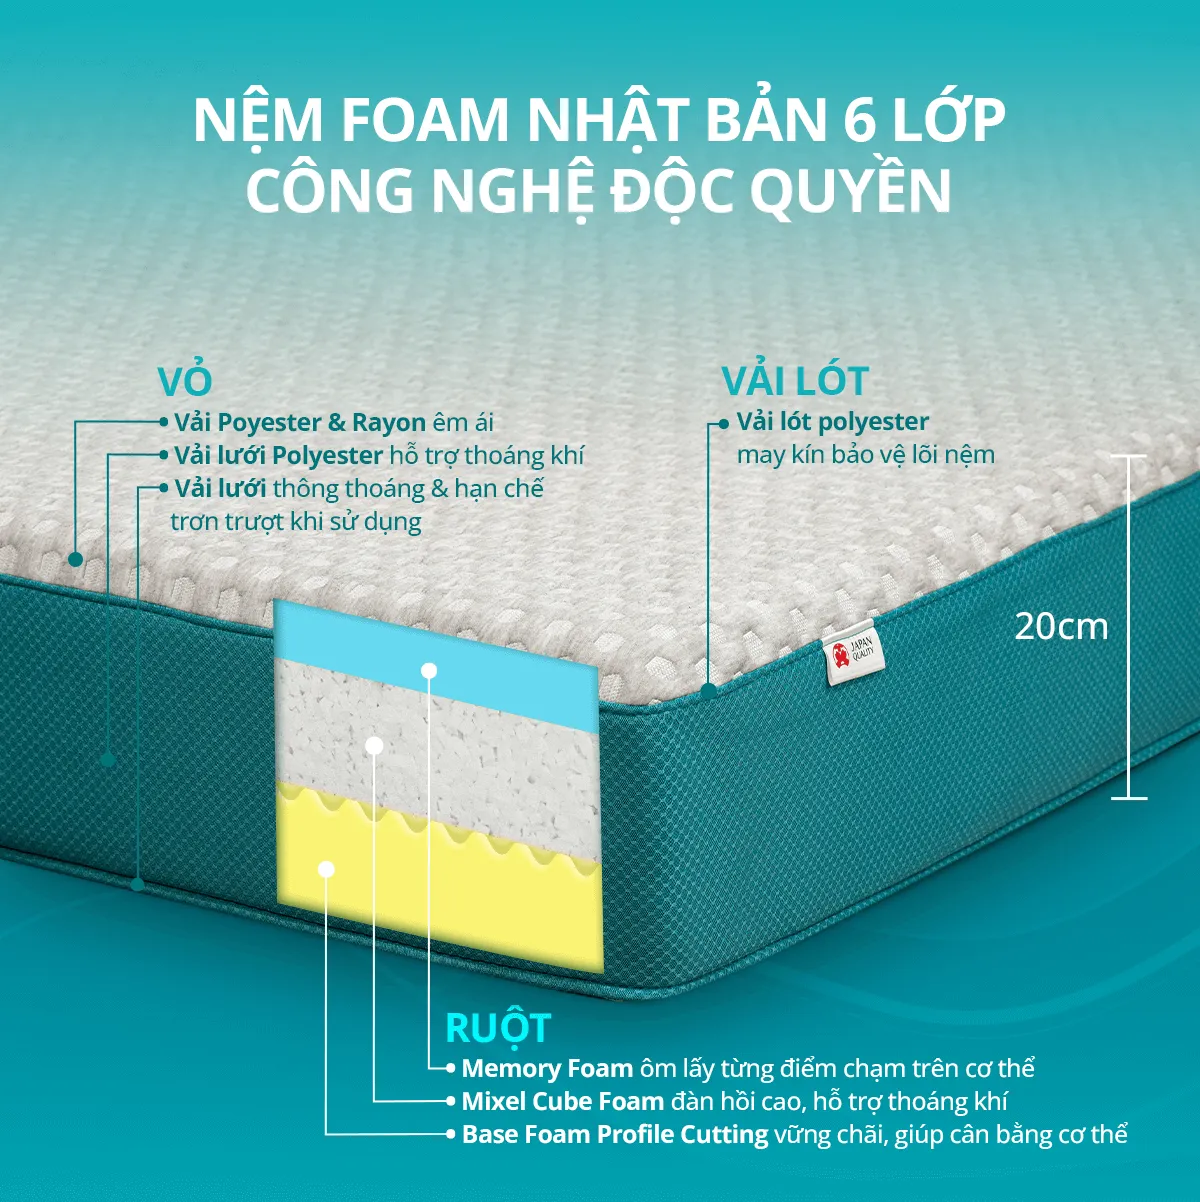 NỆM FOAM NHẬT BẢN 6 LỚP
CÔNG NGHỆ ĐỘC QUYỀN
VỎ
Vải Poyester & Rayon êm ái
Vải lưới Polyester hỗ trợ thoáng khí
Vải lưới thông thoáng & hạn chế
trơn trượt khi sử dụng
VẢI LÓT
Vải lót polyester
may kín bảo vệ lõi nệm
20cm
JAPAN
QUALITY
RUỘT
Memory Foam ôm lấy từng điểm chạm trên cơ thể
Mixel Cube Foam đàn hồi cao, hỗ trợ thoáng khí
Base Foam Profile Cutting vững chãi, giúp cân bằng cơ thể